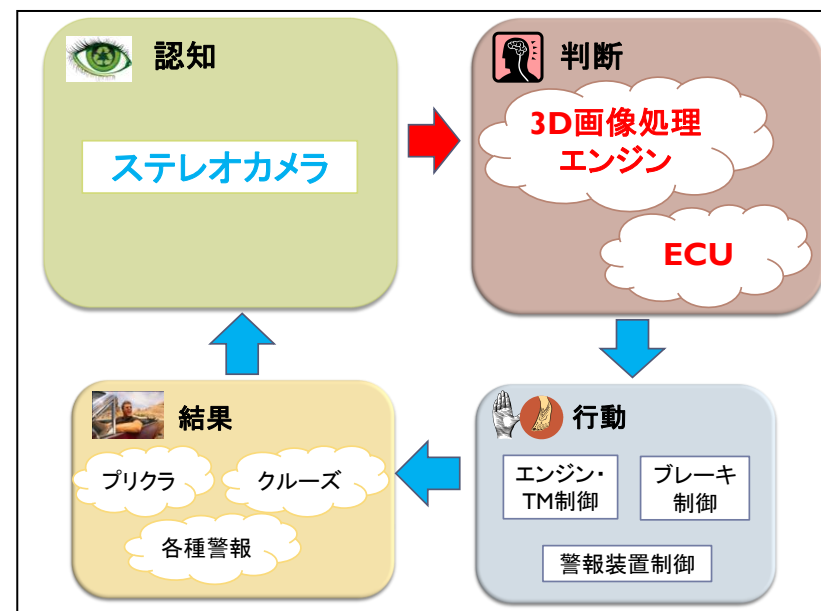 認知
ステレオカメラ
判断
3D画像処理
エンジン
ECU
結果
プリクラ
クルーズ
各種警報
行動
エンジン・
TM制御
ブレーキ
制御
警報装置制御